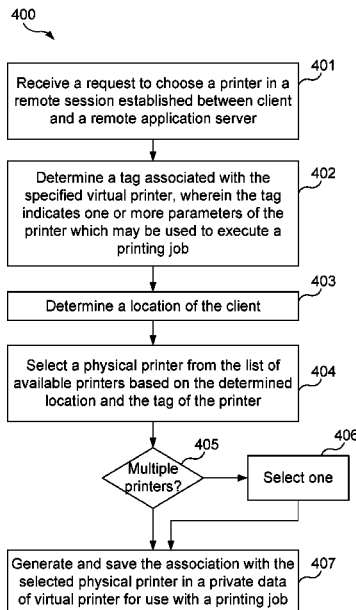 400
401
Receive a request to choose a printer in a
remote session established between client
and a remote application server
402
Determine a tag associated with the
specified virtual printer, wherein the tag
indicates one or more parameters of the
printer which may be used to execute a
printing job
403
Determine a location of the client
Select a physical printer from the list of
available printers based on the determined
location and the tag of the printer
404
405
Multiple
printers?
406
Select one
Generate and save the association with the
selected physical printer in a private data
of virtual printer for use with a printing job
407